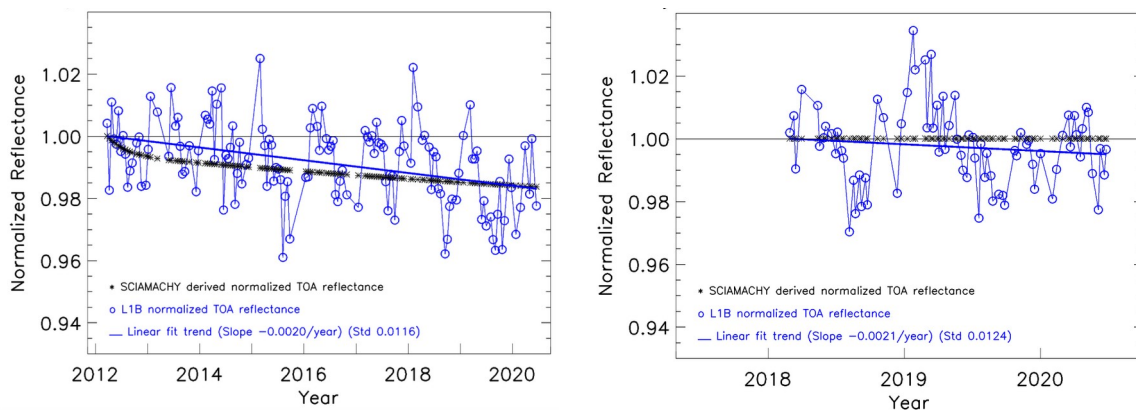 Normalized Reflectance
1.02
1.00
0.98
0.96
0.94
* SCIAMACHY derived normalized TOA reflectance
L1B normalized TOA reflectance
Linear fit trend (Slope −0.0020/year) (Std 0.0116)
2012 2014 2016 2018 2020
Year
Normalized Reflectance
1.02
1.00
0.98
0.96
0.94
* SCIAMACHY derived normalized TOA reflectance
L1B normalized TOA reflectance
Linear fit trend (Slope −0.0021/year) (Std 0.0124)
2018 2019 2020
Year